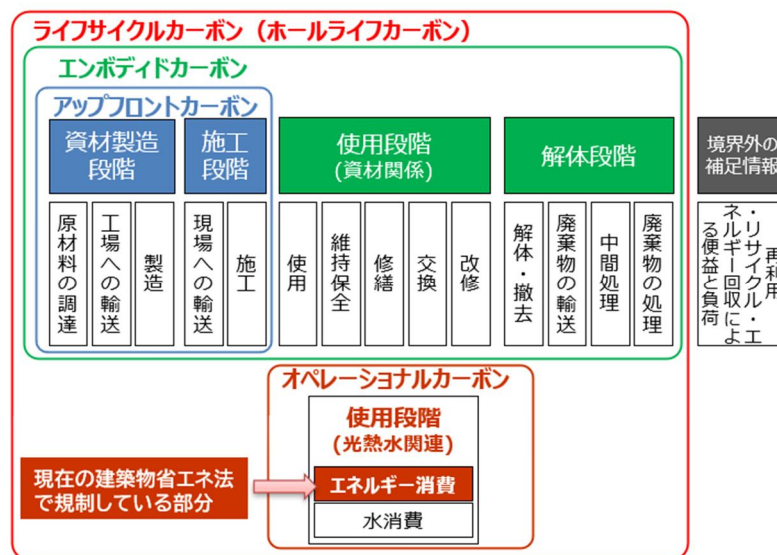 ライフサイクルカーボン（ホールライフカーボン）
エンボディドカーボン
アップフロントカーボン
資材製造
段階
施工
段階
使用段階
(資材関係)
解体段階
境界外の
補足情報
原材料の調達
工場への輸送
製造
現場への輸送
施工
使用
維持保全
修繕
交換
改修
解体・撤去
廃棄物の輸送
中間処理
廃棄物の処理
再利用
・リサイクル・エ
ネルギー回収によ
る便益と負荷
オペレーショナルカーボン
使用段階
(光熱水関連)
現在の建築物省エネ法
で規制している部分
エネルギー消費
水消費